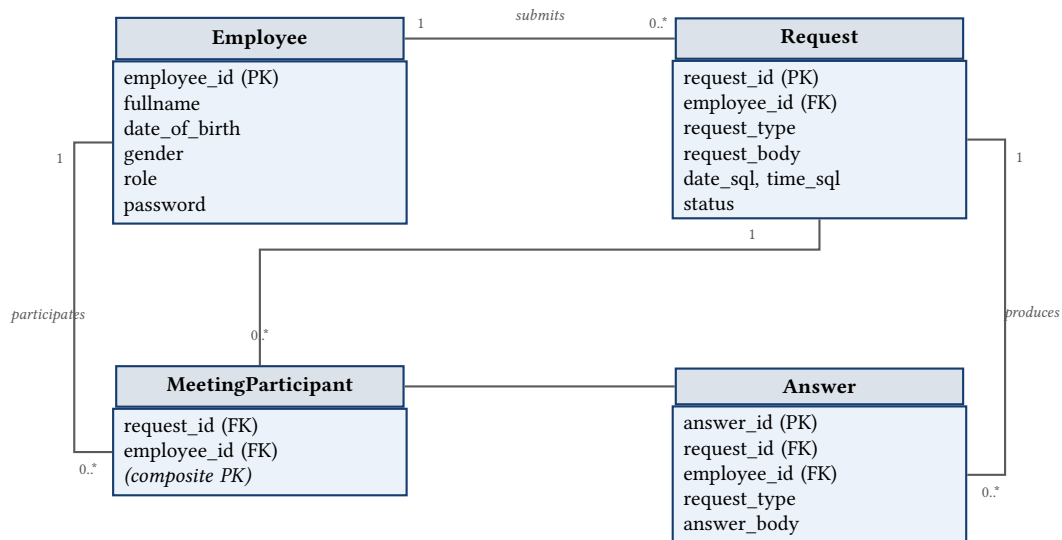 Employee
employee_id (PK)
fullname
date_of_birth
gender
role
password
1
submits
0..*
Request
request_id (PK)
employee_id (FK)
request_type
request_body
date_sql, time_sql
status
1
participates
0..*
1
0..*
1
produces
0..*
MeetingParticipant
request_id (FK)
employee_id (FK)
(composite PK)
Answer
answer_id (PK)
request_id (FK)
employee_id (FK)
request_type
answer_body